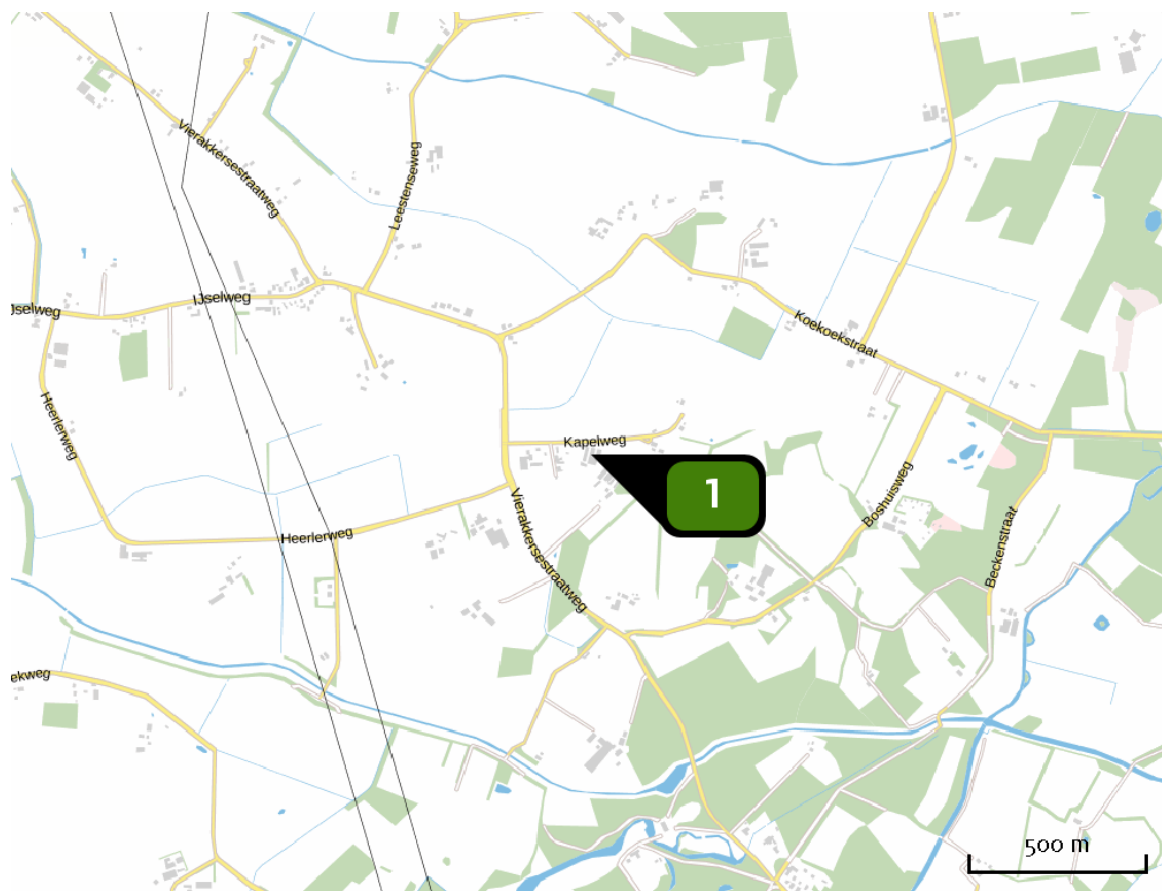 Vierakkersestraatweg
Leestenseweg
IJselweg
IJselweg
Koekoekstraat
Heerlerweg
Kapelweg
1
Boshuisweg
Vierakkersestraatweg
Heerlerweg
Beckenstraat
ekweg
500 m